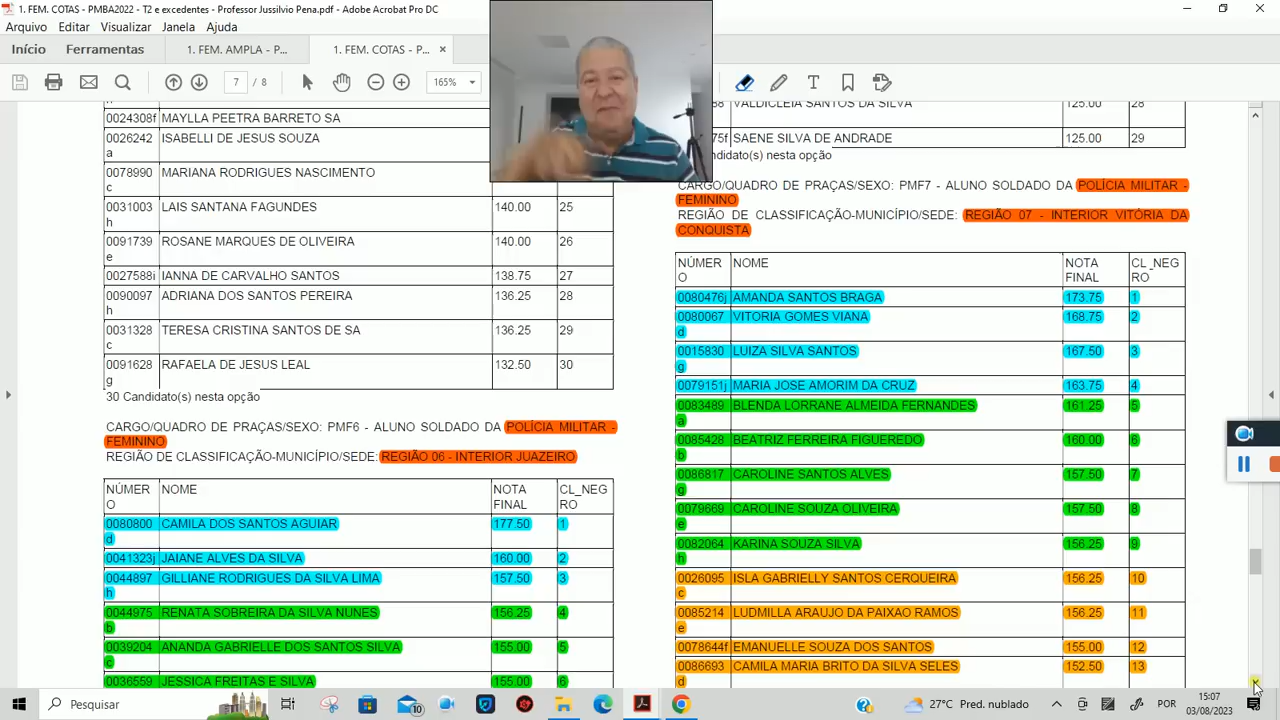 1. FEM. COTAS - PMBA2022 - T2 e excedentes - Professor Jussilvio Pena.pdf - Adobe Acrobat Pro DC
Arquivo Editar Visualizar Janela Ajuda
Início Ferramentas 1. FEM. AMPLA - P... 1. FEM. COTAS - P... ×
7 / 8 165%
0024308f MAYLLA PEETRA BARRETO SA
0026242 ISABELLI DE JESUS SOUZA
a
0078990 MARIANA RODRIGUES NASCIMENTO
c
0031003 LAIS SANTANA FAGUNDES 140.00 25
h
0091739 ROSANE MARQUES DE OLIVEIRA 140.00 26
e
0027588i IANNA DE CARVALHO SANTOS 138.75 27
0090097 ADRIANA DOS SANTOS PEREIRA 136.25 28
h
0031328 TERESA CRISTINA SANTOS DE SA 136.25 29
c
0091628 RAFAELA DE JESUS LEAL 132.50 30
g
30 Candidato(s) nesta opção
CARGO/QUADRO DE PRAÇAS/SEXO: PMF6 - ALUNO SOLDADO DA POLÍCIA MILITAR -
FEMININO
REGIÃO DE CLASSIFICAÇÃO-MUNICÍPIO/SEDE: REGIÃO 06 - INTERIOR JUAZEIRO
NÚMER NOME NOTA CL_NEG
O FINAL RO
0080800 CAMILA DOS SANTOS AGUIAR 177.50 1
d
0041323j JAIANE ALVES DA SILVA 160.00 2
0044897 GILLIANE RODRIGUES DA SILVA LIMA 157.50 3
h
0044975 RENATA SOBREIRA DA SILVA NUNES 156.25 4
b
0039204 ANANDA GABRIELLE DOS SANTOS SILVA 155.00 5
c
0036559 JESSICA FREITAS E SILVA 155.00 6
VALDICLEIA SANTOS DA SILVA 125.00 28
75f SAENE SILVA DE ANDRADE 125.00 29
ndidato(s) nesta opção
CARGO/QUADRO DE PRAÇAS/SEXO: PMF7 - ALUNO SOLDADO DA POLÍCIA MILITAR -
FEMININO
REGIÃO DE CLASSIFICAÇÃO-MUNICÍPIO/SEDE: REGIÃO 07 - INTERIOR VITÓRIA DA
CONQUISTA
NÚMER NOME NOTA CL_NEG
O FINAL RO
0080476j AMANDA SANTOS BRAGA 173.75 1
0080067 VITORIA GOMES VIANA 168.75 2
d
0015830 LUIZA SILVA SANTOS 167.50 3
g
0079151j MARIA JOSE AMORIM DA CRUZ 163.75 4
0083489 BLENDA LORRANE ALMEIDA FERNANDES 161.25 5
a
0085428 BEATRIZ FERREIRA FIGUEREDO 160.00 6
b
0086817 CAROLINE SANTOS ALVES 157.50 7
g
0079669 CAROLINE SOUZA OLIVEIRA 157.50 8
e
0082064 KARINA SOUZA SILVA 156.25 9
h
0026095 ISLA GABRIELLY SANTOS CERQUEIRA 156.25 10
c
0085214 LUDMILLA ARAUJO DA PAIXAO RAMOS 156.25 11
e
0078644f EMANUELLE SOUZA DOS SANTOS 155.00 12
0086693 CAMILA MARIA BRITO DA SILVA SELES 152.50 13
d
Pesquisar 10 27°C Pred. nublado POR 15:07
03/08/2023